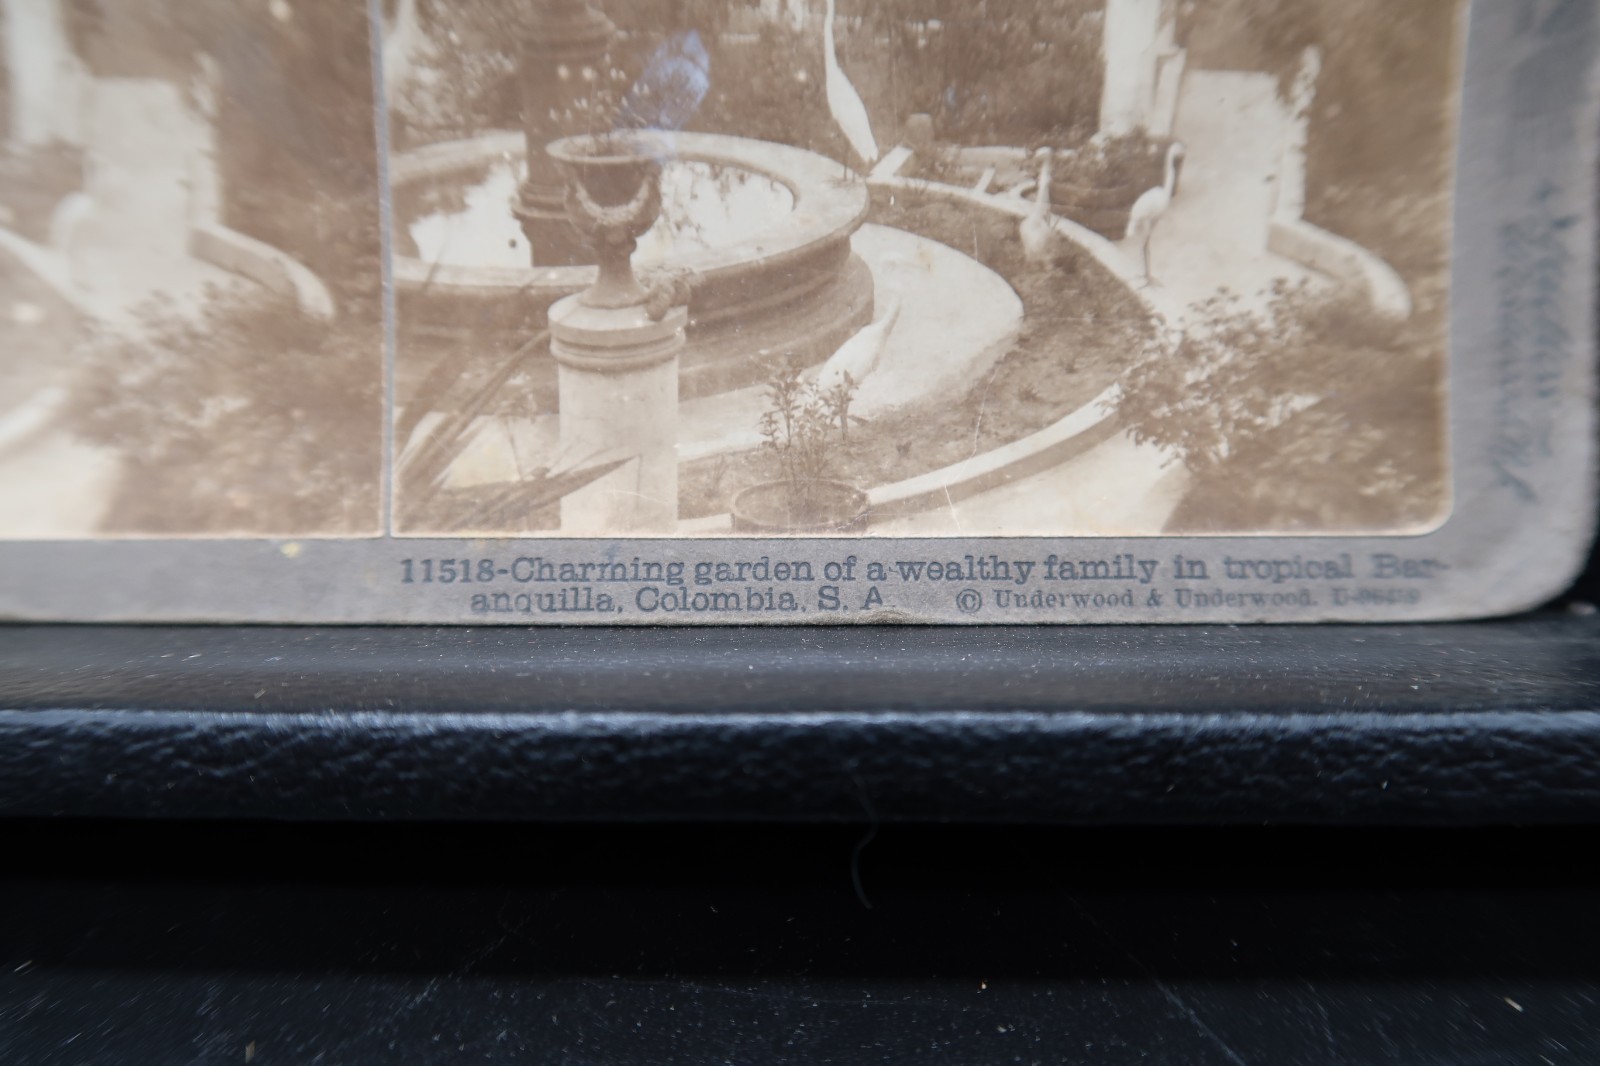 11518-Charming garden of a wealthy family in tropical Bar-
anquilla, Colombia, S. A. © Underwood & Underwood.